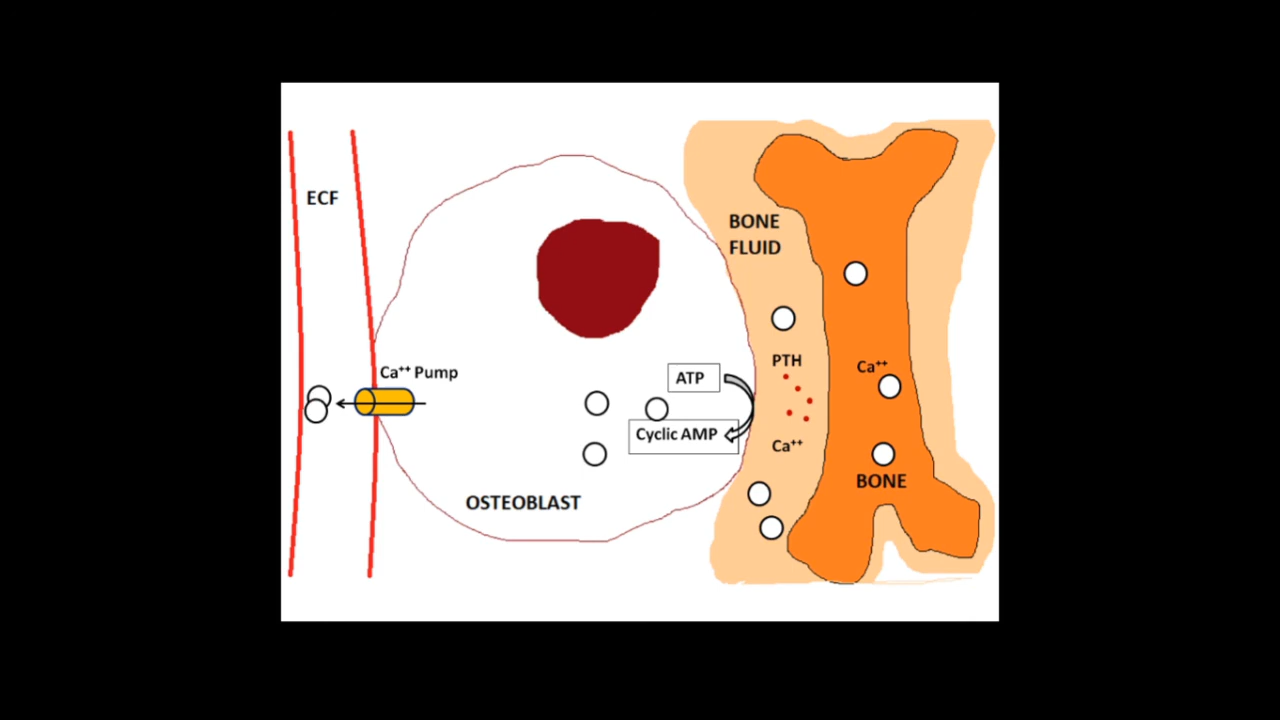 ECF
BONE
FLUID
PTH
Ca⁺⁺
Ca⁺⁺ Pump
ATP
Cyclic AMP
Ca⁺⁺
BONE
OSTEOBLAST